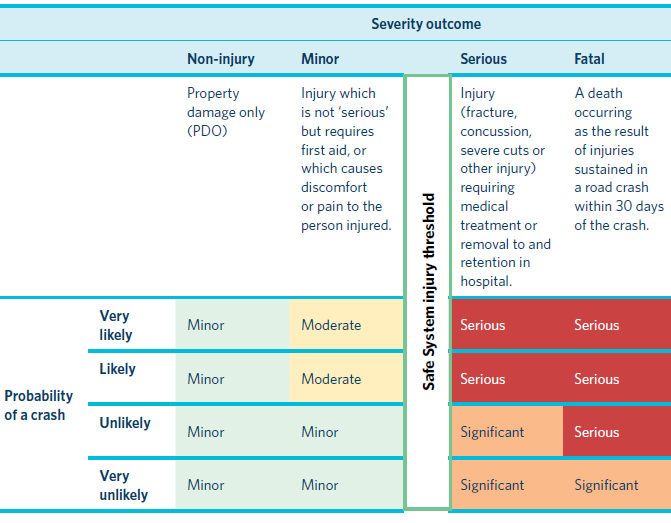 Severity outcome
Non-injury
Minor
Serious
Fatal
Property
damage only
(PDO)
Injury which
is not ‘serious’
but requires
first aid, or
which causes
discomfort
or pain to the
person injured.
Safe System injury threshold
Injury
(fracture,
concussion,
severe cuts or
other injury)
requiring
medical
treatment or
removal to and
retention in
hospital.
A death
occurring
as the result
of injuries
sustained in
a road crash
within 30 days
of the crash.
Probability
of a crash
Very
likely
Minor
Moderate
Serious
Serious
Likely
Minor
Moderate
Serious
Serious
Unlikely
Minor
Minor
Significant
Serious
Very
unlikely
Minor
Minor
Significant
Significant